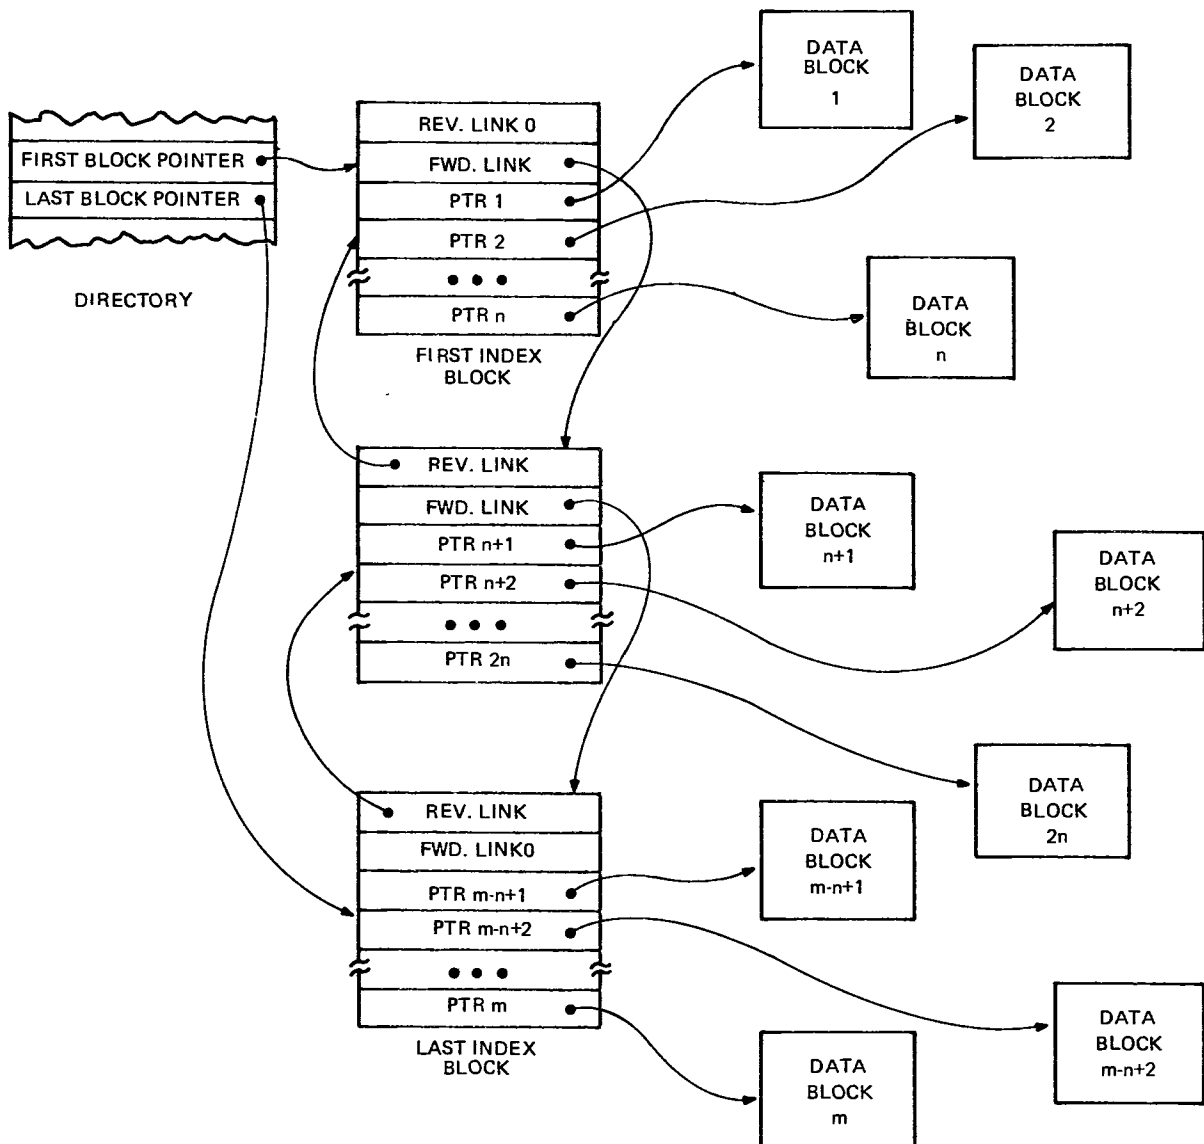 FIRST BLOCK POINTER
LAST BLOCK POINTER
DIRECTORY
REV. LINK 0
FWD. LINK
PTR 1
PTR 2
• • •
PTR n
FIRST INDEX
BLOCK
DATA
BLOCK
1
DATA
BLOCK
2
DATA
BLOCK
n
REV. LINK
FWD. LINK
PTR n+1
PTR n+2
• • •
PTR 2n
DATA
BLOCK
n+1
DATA
BLOCK
n+2
DATA
BLOCK
2n
REV. LINK
FWD. LINK0
PTR m-n+1
PTR m-n+2
• • •
PTR m
LAST INDEX
BLOCK
DATA
BLOCK
m-n+1
DATA
BLOCK
m-n+2
DATA
BLOCK
m